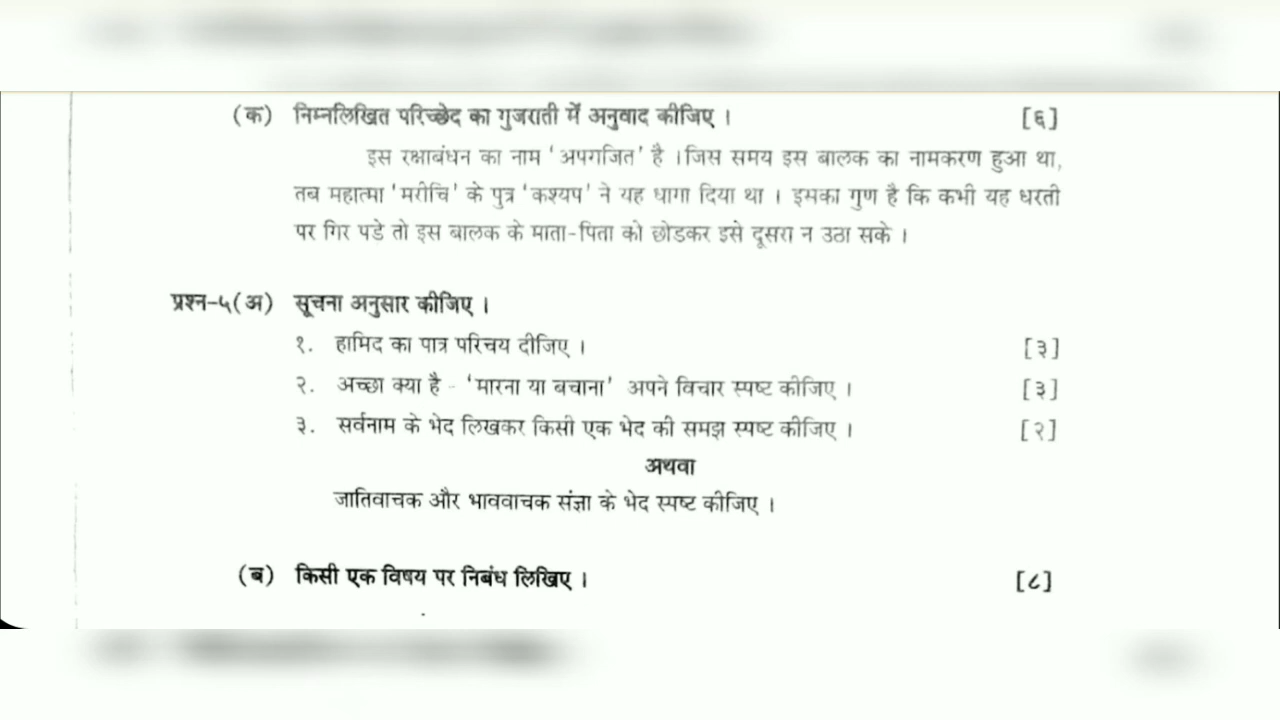 (क) निम्नलिखित परिच्छेद का गुजराती में अनुवाद कीजिए । [६]
इस रक्षाबंधन का नाम ‘अपगजित’ है । जिस समय इस बालक का नामकरण हुआ था,
तब महात्मा ‘मरीचि’ के पुत्र ‘कश्यप’ ने यह धागा दिया था । इसका गुण है कि कभी यह धरती
पर गिर पडे तो इस बालक के माता-पिता को छोडकर इसे दूसरा न उठा सके ।
प्रश्न-५(अ) सूचना अनुसार कीजिए ।
१. हामिद का पात्र परिचय दीजिए । [३]
२. अच्छा क्या है - ‘मारना या बचाना’ अपने विचार स्पष्ट कीजिए । [३]
३. सर्वनाम के भेद लिखकर किसी एक भेद की समझ स्पष्ट कीजिए । [२]
अथवा
जातिवाचक और भाववाचक संज्ञा के भेद स्पष्ट कीजिए ।
(ब) किसी एक विषय पर निबंध लिखिए । [८]